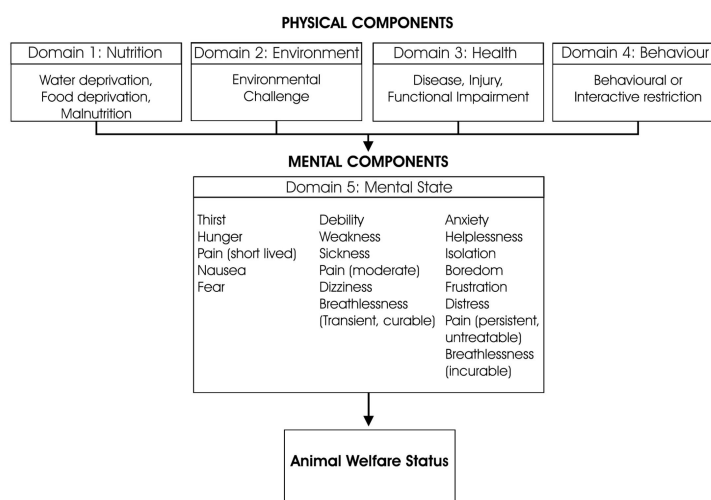 PHYSICAL COMPONENTS
Domain 1: Nutrition
Water deprivation,
Food deprivation,
Malnutrition
Domain 2: Environment
Environmental
Challenge
Domain 3: Health
Disease, Injury,
Functional Impairment
Domain 4: Behaviour
Behavioural or
Interactive restriction
MENTAL COMPONENTS
Domain 5: Mental State
Thirst
Hunger
Pain (short lived)
Nausea
Fear
Debility
Weakness
Sickness
Pain (moderate)
Dizziness
Breathlessness
(Transient, curable)
Anxiety
Helplessness
Isolation
Boredom
Frustration
Distress
Pain (persistent,
untreatable)
Breathlessness
(incurable)
Animal Welfare Status